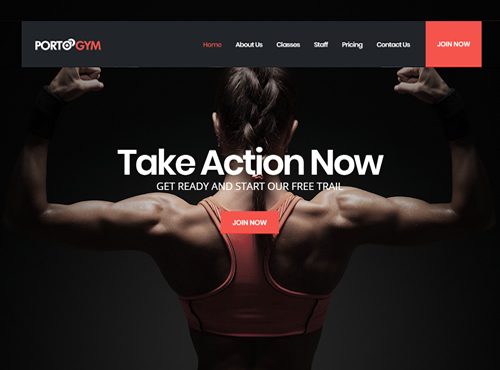 PORTO GYM
Home About Us Classes Staff Pricing Contact Us JOIN NOW
Take Action Now
GET READY AND START OUR FREE TRAIL
JOIN NOW